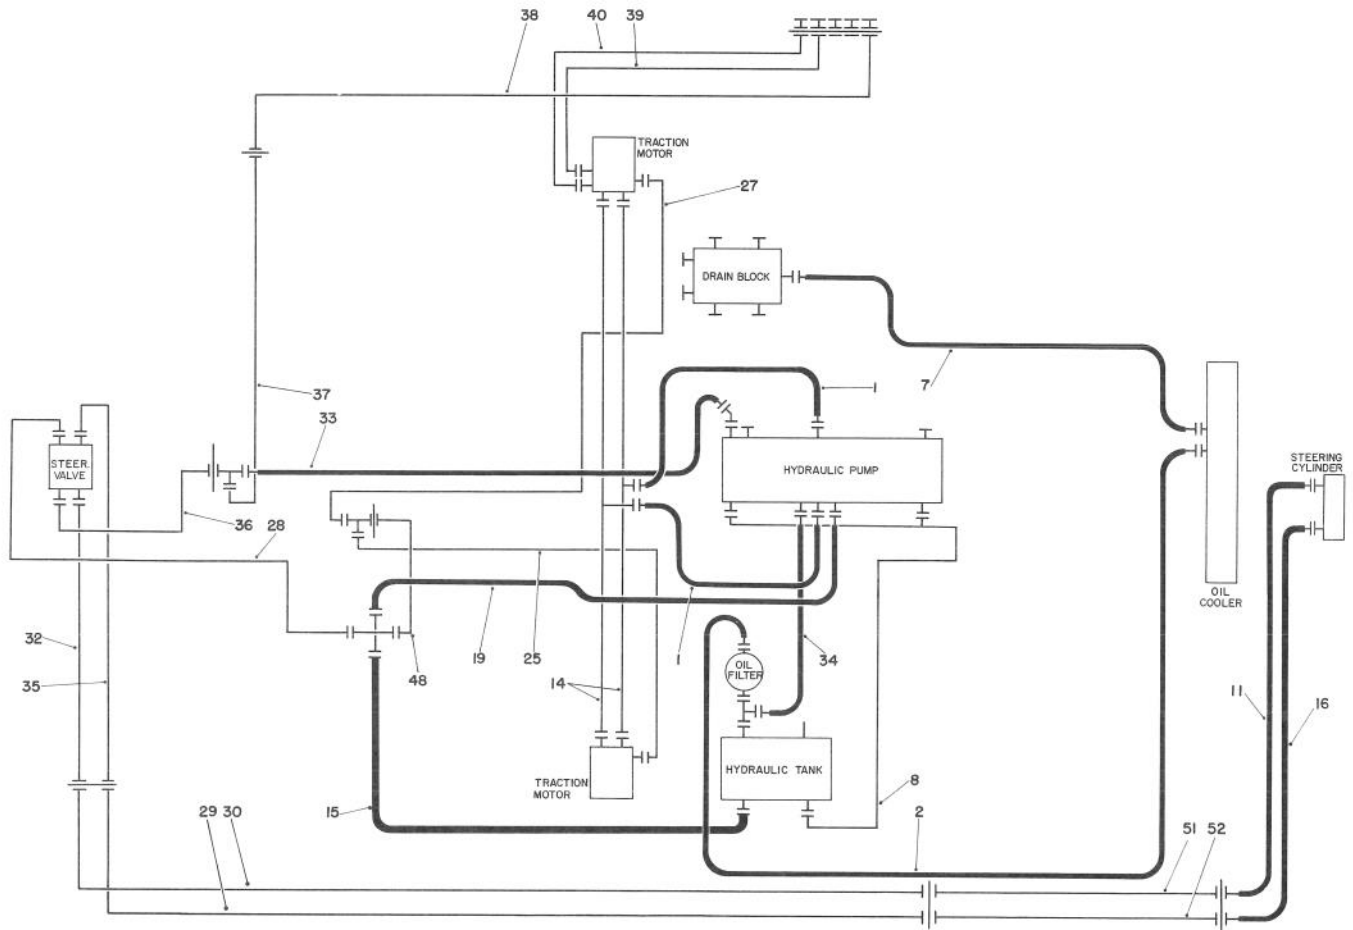 38
40
39
TRACTION
MOTOR
27
DRAIN BLOCK
7
1
37
33
STEER.
VALVE
HYDRAULIC PUMP
STEERING
CYLINDER
36
28
OIL
COOLER
32
35
48
19
25
14
1
OIL
FILTER
34
11
16
HYDRAULIC TANK
TRACTION
MOTOR
15
8
29 30
2
51
52